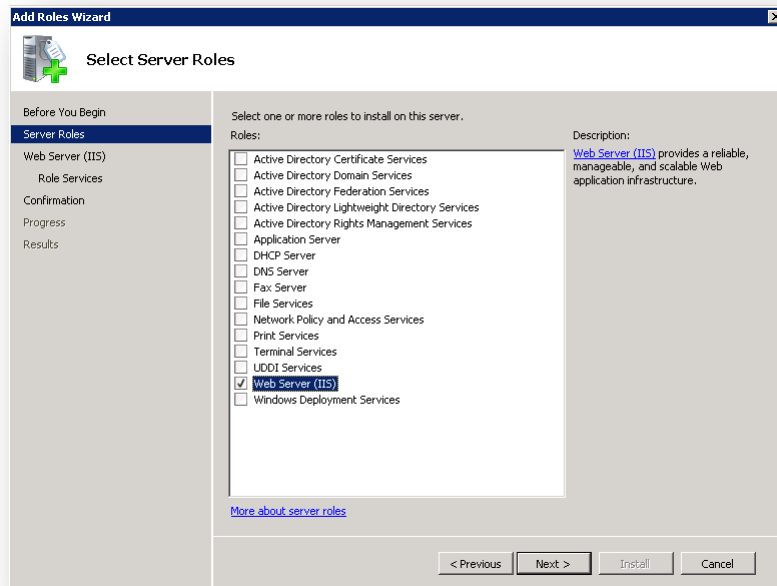 Add Roles Wizard
Select Server Roles
Before You Begin
Server Roles
Web Server (IIS)
Role Services
Confirmation
Progress
Results
Select one or more roles to install on this server.
Roles:
Active Directory Certificate Services
Active Directory Domain Services
Active Directory Federation Services
Active Directory Lightweight Directory Services
Active Directory Rights Management Services
Application Server
DHCP Server
DNS Server
Fax Server
File Services
Network Policy and Access Services
Print Services
Terminal Services
UDDI Services
Web Server (IIS)
Windows Deployment Services
More about server roles
Description:
Web Server (IIS) provides a reliable,
manageable, and scalable Web
application infrastructure.
< Previous
Next >
Install
Cancel